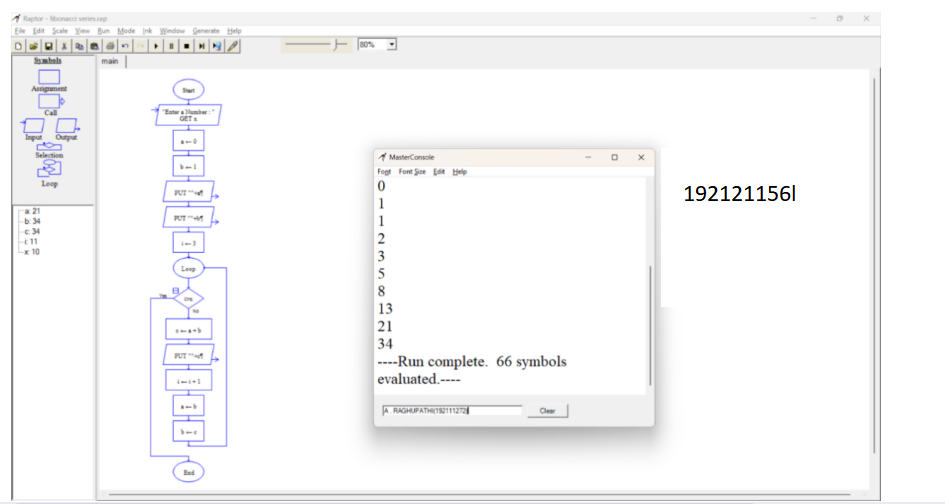 Raptor - fibonacci series.rap
File Edit Scale View Run Mode Ink Window Generate Help
80%
Symbols
Assignment
Call
Input Output
Selection
Loop
main
a: 21
b: 34
c: 34
i: 11
x: 10
Start
"Enter a Number : "
GET x
a ← 0
b ← 1
PUT ""+a¶
PUT ""+b¶
i ← 3
Loop
Yes
i>x
No
c ← a + b
PUT ""+c¶
i ← i + 1
a ← b
b ← c
End
MasterConsole
Font Font Size Edit Help
0
1
1
2
3
5
8
13
21
34
----Run complete. 66 symbols
evaluated.----
A . RAGHUPATHI(192111272)
Clear
192121156l